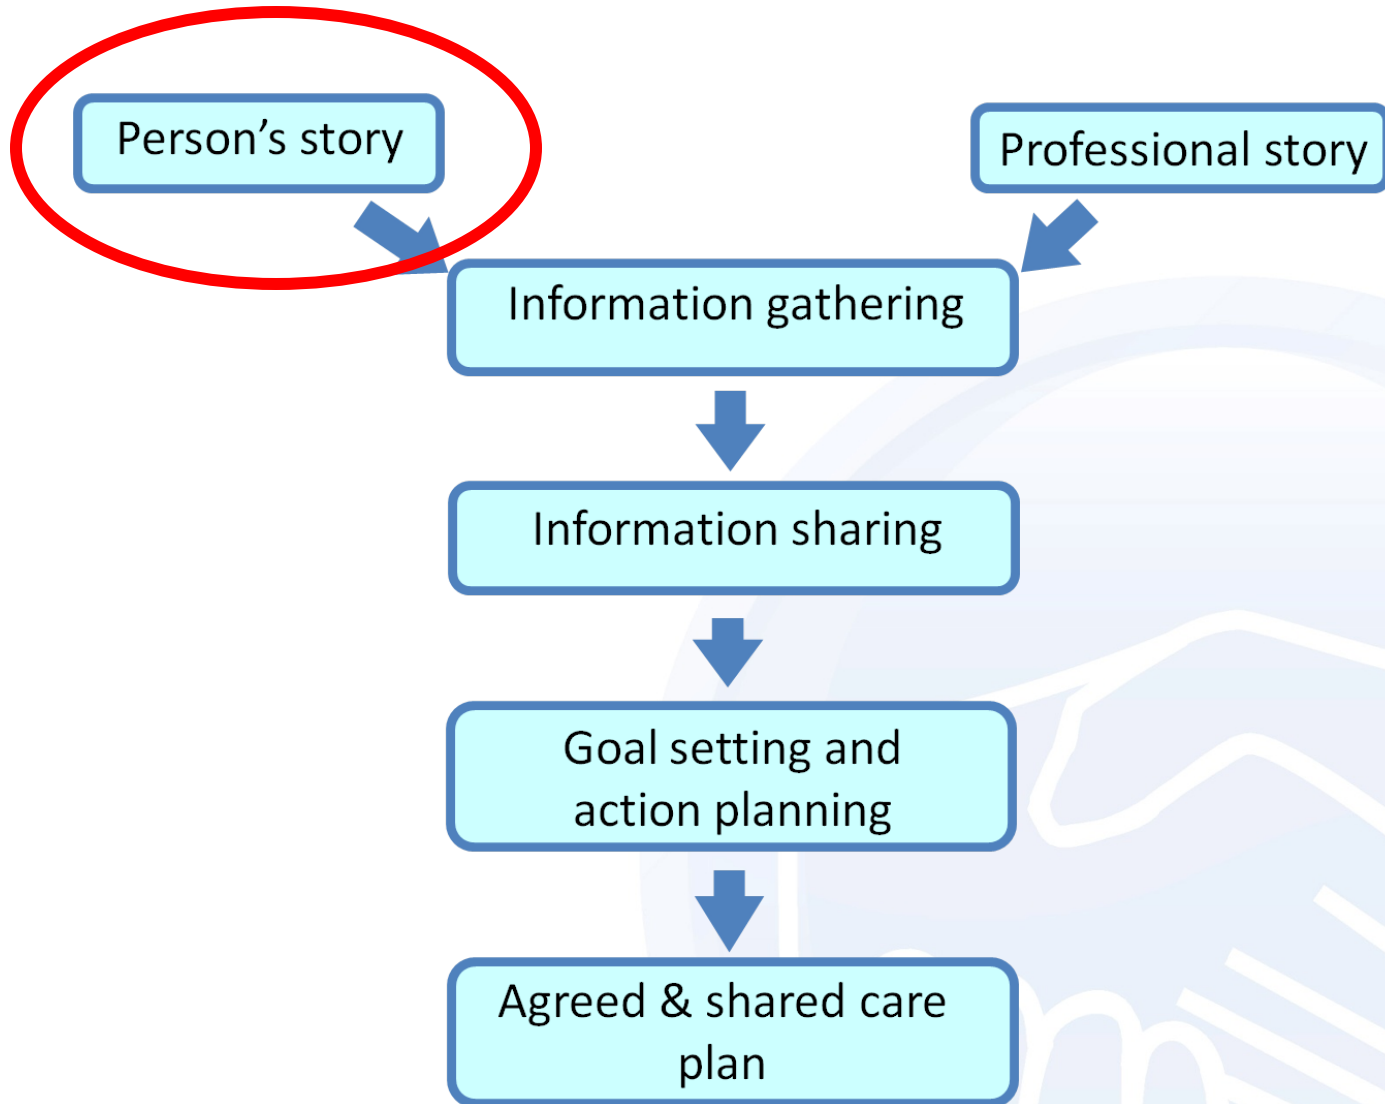 Person’s story
Professional story
Information gathering
Information sharing
Goal setting and
action planning
Agreed & shared care
plan